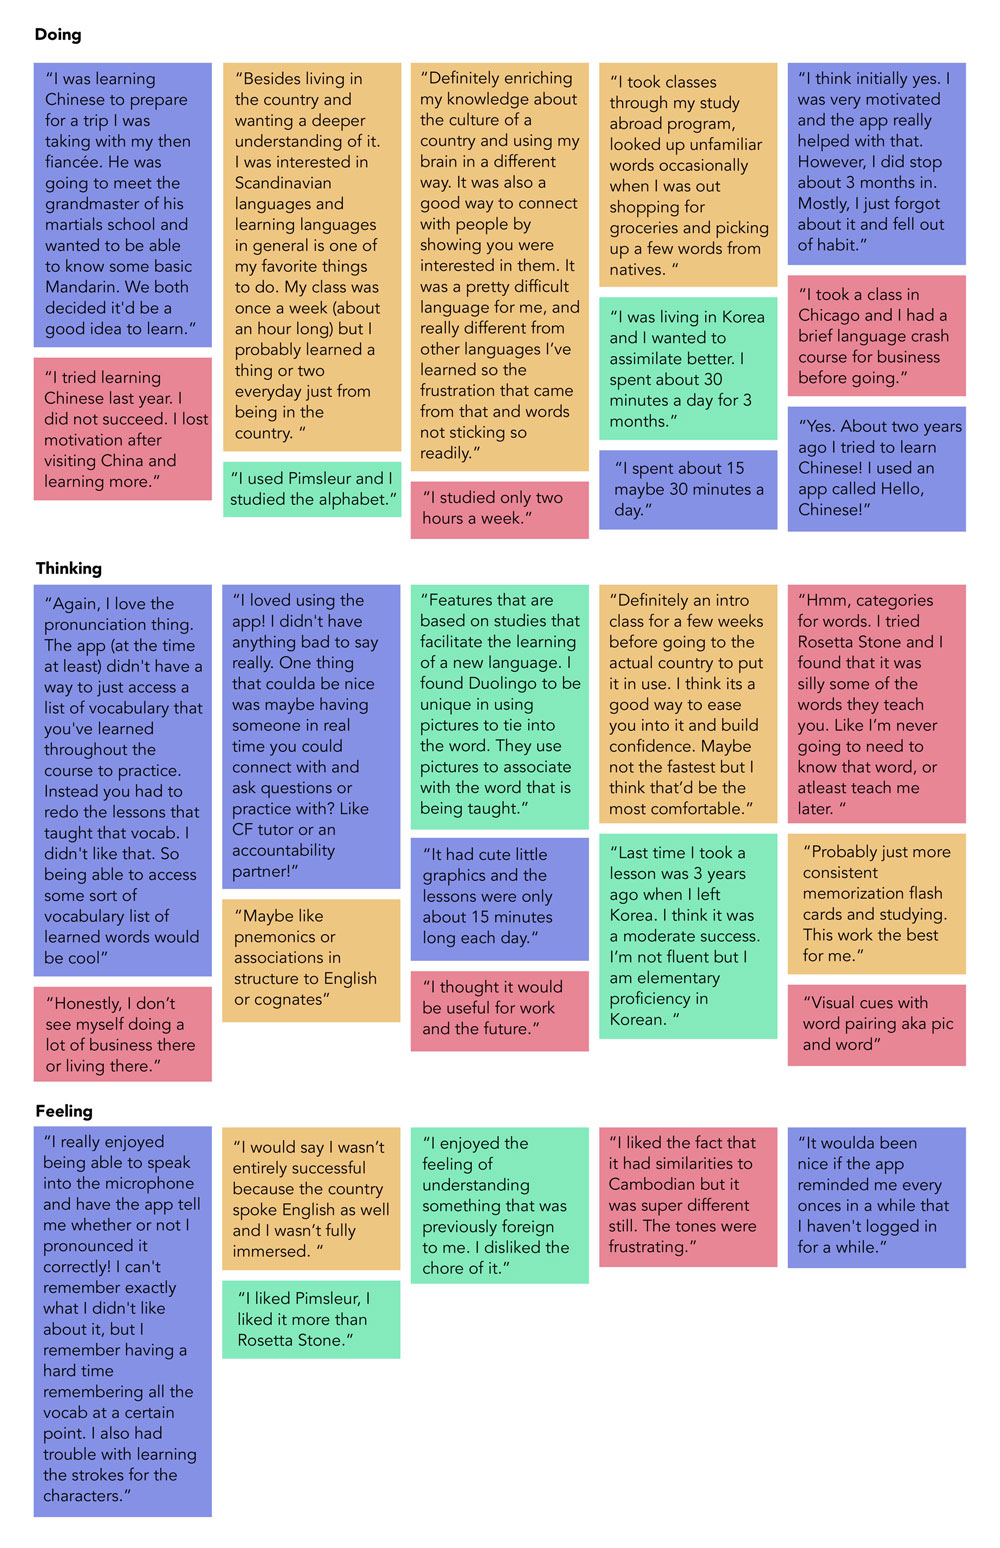 Doing
“I was learning
Chinese to prepare
for a trip I was
taking with my then
fiancée. He was
going to meet the
grandmaster of his
martials school and
wanted to be able
to know some basic
Mandarin. We both
decided it'd be a
good idea to learn.”
“I tried learning
Chinese last year. I
did not succeed. I lost
motivation after
visiting China and
learning more.”
“Besides living in
the country and
wanting a deeper
understanding of it.
I was interested in
Scandinavian
languages and
learning languages
in general is one of
my favorite things
to do. My class was
once a week (about
an hour long) but I
probably learned a
thing or two
everyday just from
being in the
country. “
“I used Pimsleur and I
studied the alphabet.”
“Definitely enriching
my knowledge about
the culture of a
country and using my
brain in a different
way. It was also a
good way to connect
with people by
showing you were
interested in them. It
was a pretty difficult
language for me, and
really different from
other languages I’ve
learned so the
frustration that came
from that and words
not sticking so
readily.”
“I studied only two
hours a week.”
“I took classes
through my study
abroad program,
looked up unfamiliar
words occasionally
when I was out
shopping for
groceries and picking
up a few words from
natives. “
“I was living in Korea
and I wanted to
assimilate better. I
spent about 30
minutes a day for 3
months.”
“I spent about 15
maybe 30 minutes a
day.”
“I think initially yes. I
was very motivated
and the app really
helped with that.
However, I did stop
about 3 months in.
Mostly, I just forgot
about it and fell out
of habit.”
“I took a class in
Chicago and I had a
brief language crash
course for business
before going.”
“Yes. About two years
ago I tried to learn
Chinese! I used an
app called Hello,
Chinese!”
Thinking
“Again, I love the
pronunciation thing.
The app (at the time
at least) didn't have a
way to just access a
list of vocabulary that
you've learned
throughout the
course to practice.
Instead you had to
redo the lessons that
taught that vocab. I
didn't like that. So
being able to access
some sort of
vocabulary list of
learned words would
be cool”
“Honestly, I don’t
see myself doing a
lot of business there
or living there.”
“I loved using the
app! I didn't have
anything bad to say
really. One thing
that coulda be nice
was maybe having
someone in real
time you could
connect with and
ask questions or
practice with? Like
CF tutor or an
accountability
partner!”
“Maybe like
pnemonics or
associations in
structure to English
or cognates”
“Features that are
based on studies that
facilitate the learning
of a new language. I
found Duolingo to be
unique in using
pictures to tie into
the word. They use
pictures to associate
with the word that is
being taught.”
“It had cute little
graphics and the
lessons were only
about 15 minutes
long each day.“
“I thought it would
be useful for work
and the future.”
“Definitely an intro
class for a few weeks
before going to the
actual country to put
it in use. I think its a
good way to ease
you into it and build
confidence. Maybe
not the fastest but I
think that’d be the
most comfortable.”
“Last time I took a
lesson was 3 years
ago when I left
Korea. I think it was
a moderate success.
I’m not fluent but I
am elementary
proficiency in
Korean. “
“Hmm, categories
for words. I tried
Rosetta Stone and I
found that it was
silly some of the
words they teach
you. Like I’m never
going to need to
know that word, or
atleast teach me
later. “
“Probably just more
consistent
memorization flash
cards and studying.
This work the best
for me.”
“Visual cues with
word pairing aka pic
and word”
Feeling
“I really enjoyed
being able to speak
into the microphone
and have the app tell
me whether or not I
pronounced it
correctly! I can't
remember exactly
what I didn't like
about it, but I
remember having a
hard time
remembering all the
vocab at a certain
point. I also had
trouble with learning
the strokes for the
characters.”
“I would say I wasn’t
entirely successful
because the country
spoke English as well
and I wasn’t fully
immersed. “
“I liked Pimsleur, I
liked it more than
Rosetta Stone.”
“I enjoyed the
feeling of
understanding
something that was
previously foreign
to me. I disliked the
chore of it.”
“I liked the fact that
it had similarities to
Cambodian but it
was super different
still. The tones were
frustrating.”
“It woulda been
nice if the app
reminded me every
onces in a while that
I haven't logged in
for a while.”